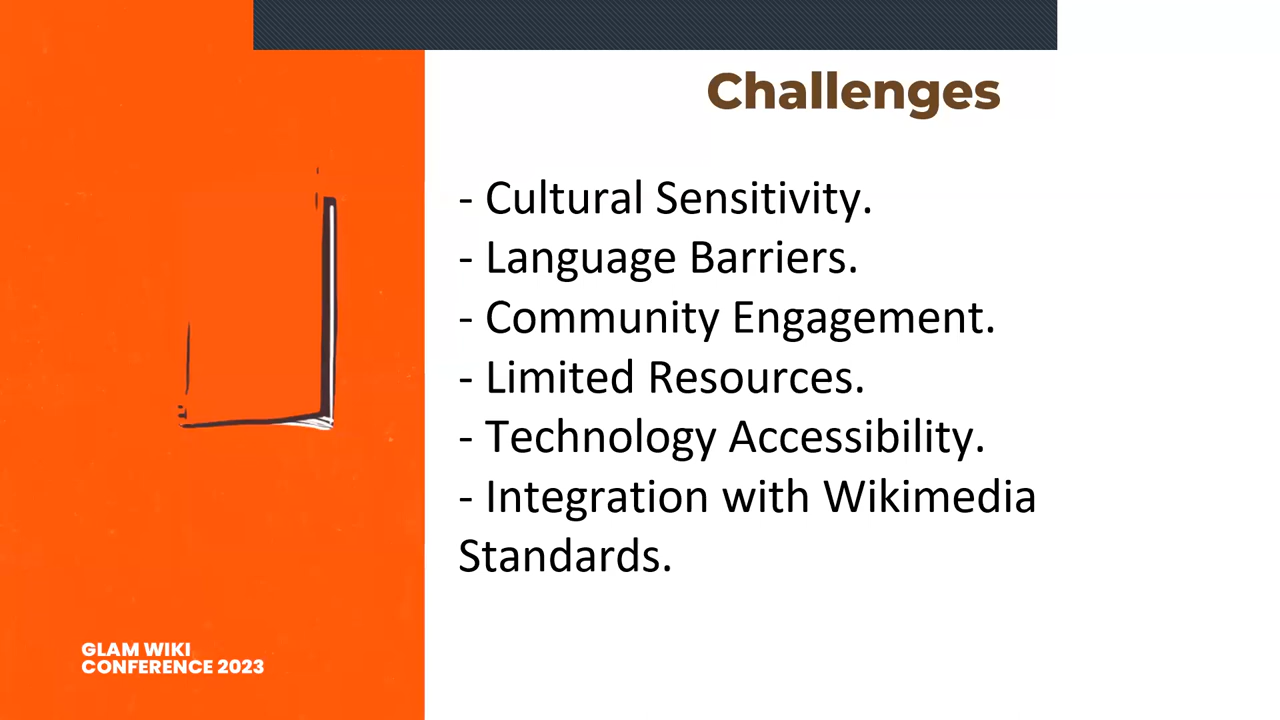 Challenges
- Cultural Sensitivity.
- Language Barriers.
- Community Engagement.
- Limited Resources.
- Technology Accessibility.
- Integration with Wikimedia
Standards.
GLAM WIKI
CONFERENCE 2023